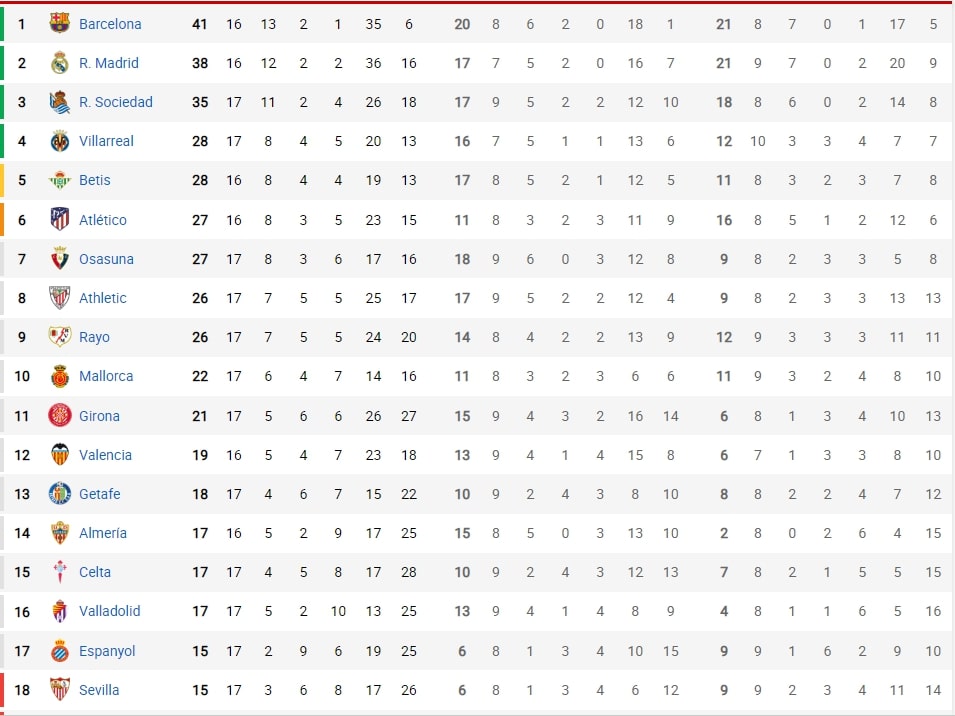 1 Barcelona 41 16 13 2 1 35 6 20 8 6 2 0 18 1 21 8 7 0 1 17 5
2 R. Madrid 38 16 12 2 2 36 16 17 7 5 2 0 16 7 21 9 7 0 2 20 9
3 R. Sociedad 35 17 11 2 4 26 18 17 9 5 2 2 12 10 18 8 6 0 2 14 8
4 Villarreal 28 17 8 4 5 20 13 16 7 5 1 1 13 6 12 10 3 3 4 7 7
5 Betis 28 16 8 4 4 19 13 17 8 5 2 1 12 5 11 8 3 2 3 7 8
6 Atlético 27 16 8 3 5 23 15 11 8 3 2 3 11 9 16 8 5 1 2 12 6
7 Osasuna 27 17 8 3 6 17 16 18 9 6 0 3 12 8 9 8 2 3 3 5 8
8 Athletic 26 17 7 5 5 25 17 17 9 5 2 2 12 4 9 8 2 3 3 13 13
9 Rayo 26 17 7 5 5 24 20 14 8 4 2 2 13 9 12 9 3 3 3 11 11
10 Mallorca 22 17 6 4 7 14 16 11 8 3 2 3 6 6 11 9 3 2 4 8 10
11 Girona 21 17 5 6 6 26 27 15 9 4 3 2 16 14 6 8 1 3 4 10 13
12 Valencia 19 16 5 4 7 23 18 13 9 4 1 4 15 8 6 7 1 3 3 8 10
13 Getafe 18 17 4 6 7 15 22 10 9 2 4 3 8 10 8 8 2 2 4 7 12
14 Almería 17 16 5 2 9 17 25 15 8 5 0 3 13 10 2 8 0 2 6 4 15
15 Celta 17 17 4 5 8 17 28 10 9 2 4 3 12 13 7 8 2 1 5 5 15
16 Valladolid 17 17 5 2 10 13 25 13 9 4 1 4 8 9 4 8 1 1 6 5 16
17 Espanyol 15 17 2 9 6 19 25 6 8 1 3 4 10 15 9 9 1 6 2 9 10
18 Sevilla 15 17 3 6 8 17 26 6 8 1 3 4 6 12 9 9 2 3 4 11 14